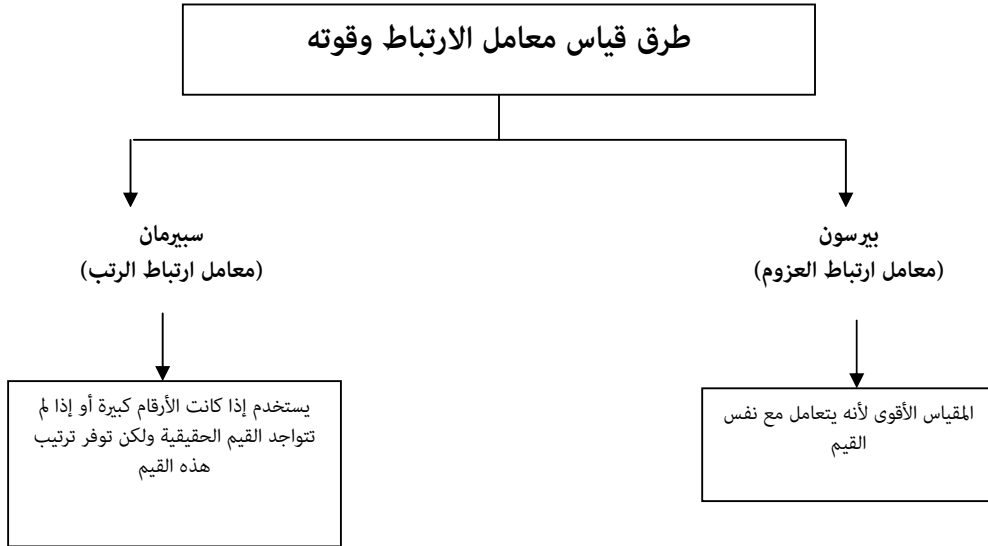 طرق قياس معامل الارتباط وقوته
بيرسون
(معامل ارتباط العزوم)
سبيرمان
(معامل ارتباط الرتب)
المقياس الأقوى لأنه يتعامل مع نفس
القيم
يستخدم إذا كانت الأرقام كبيرة أو إذا لم
تتواجد القيم الحقيقية ولكن توفر ترتيب
هذه القيم